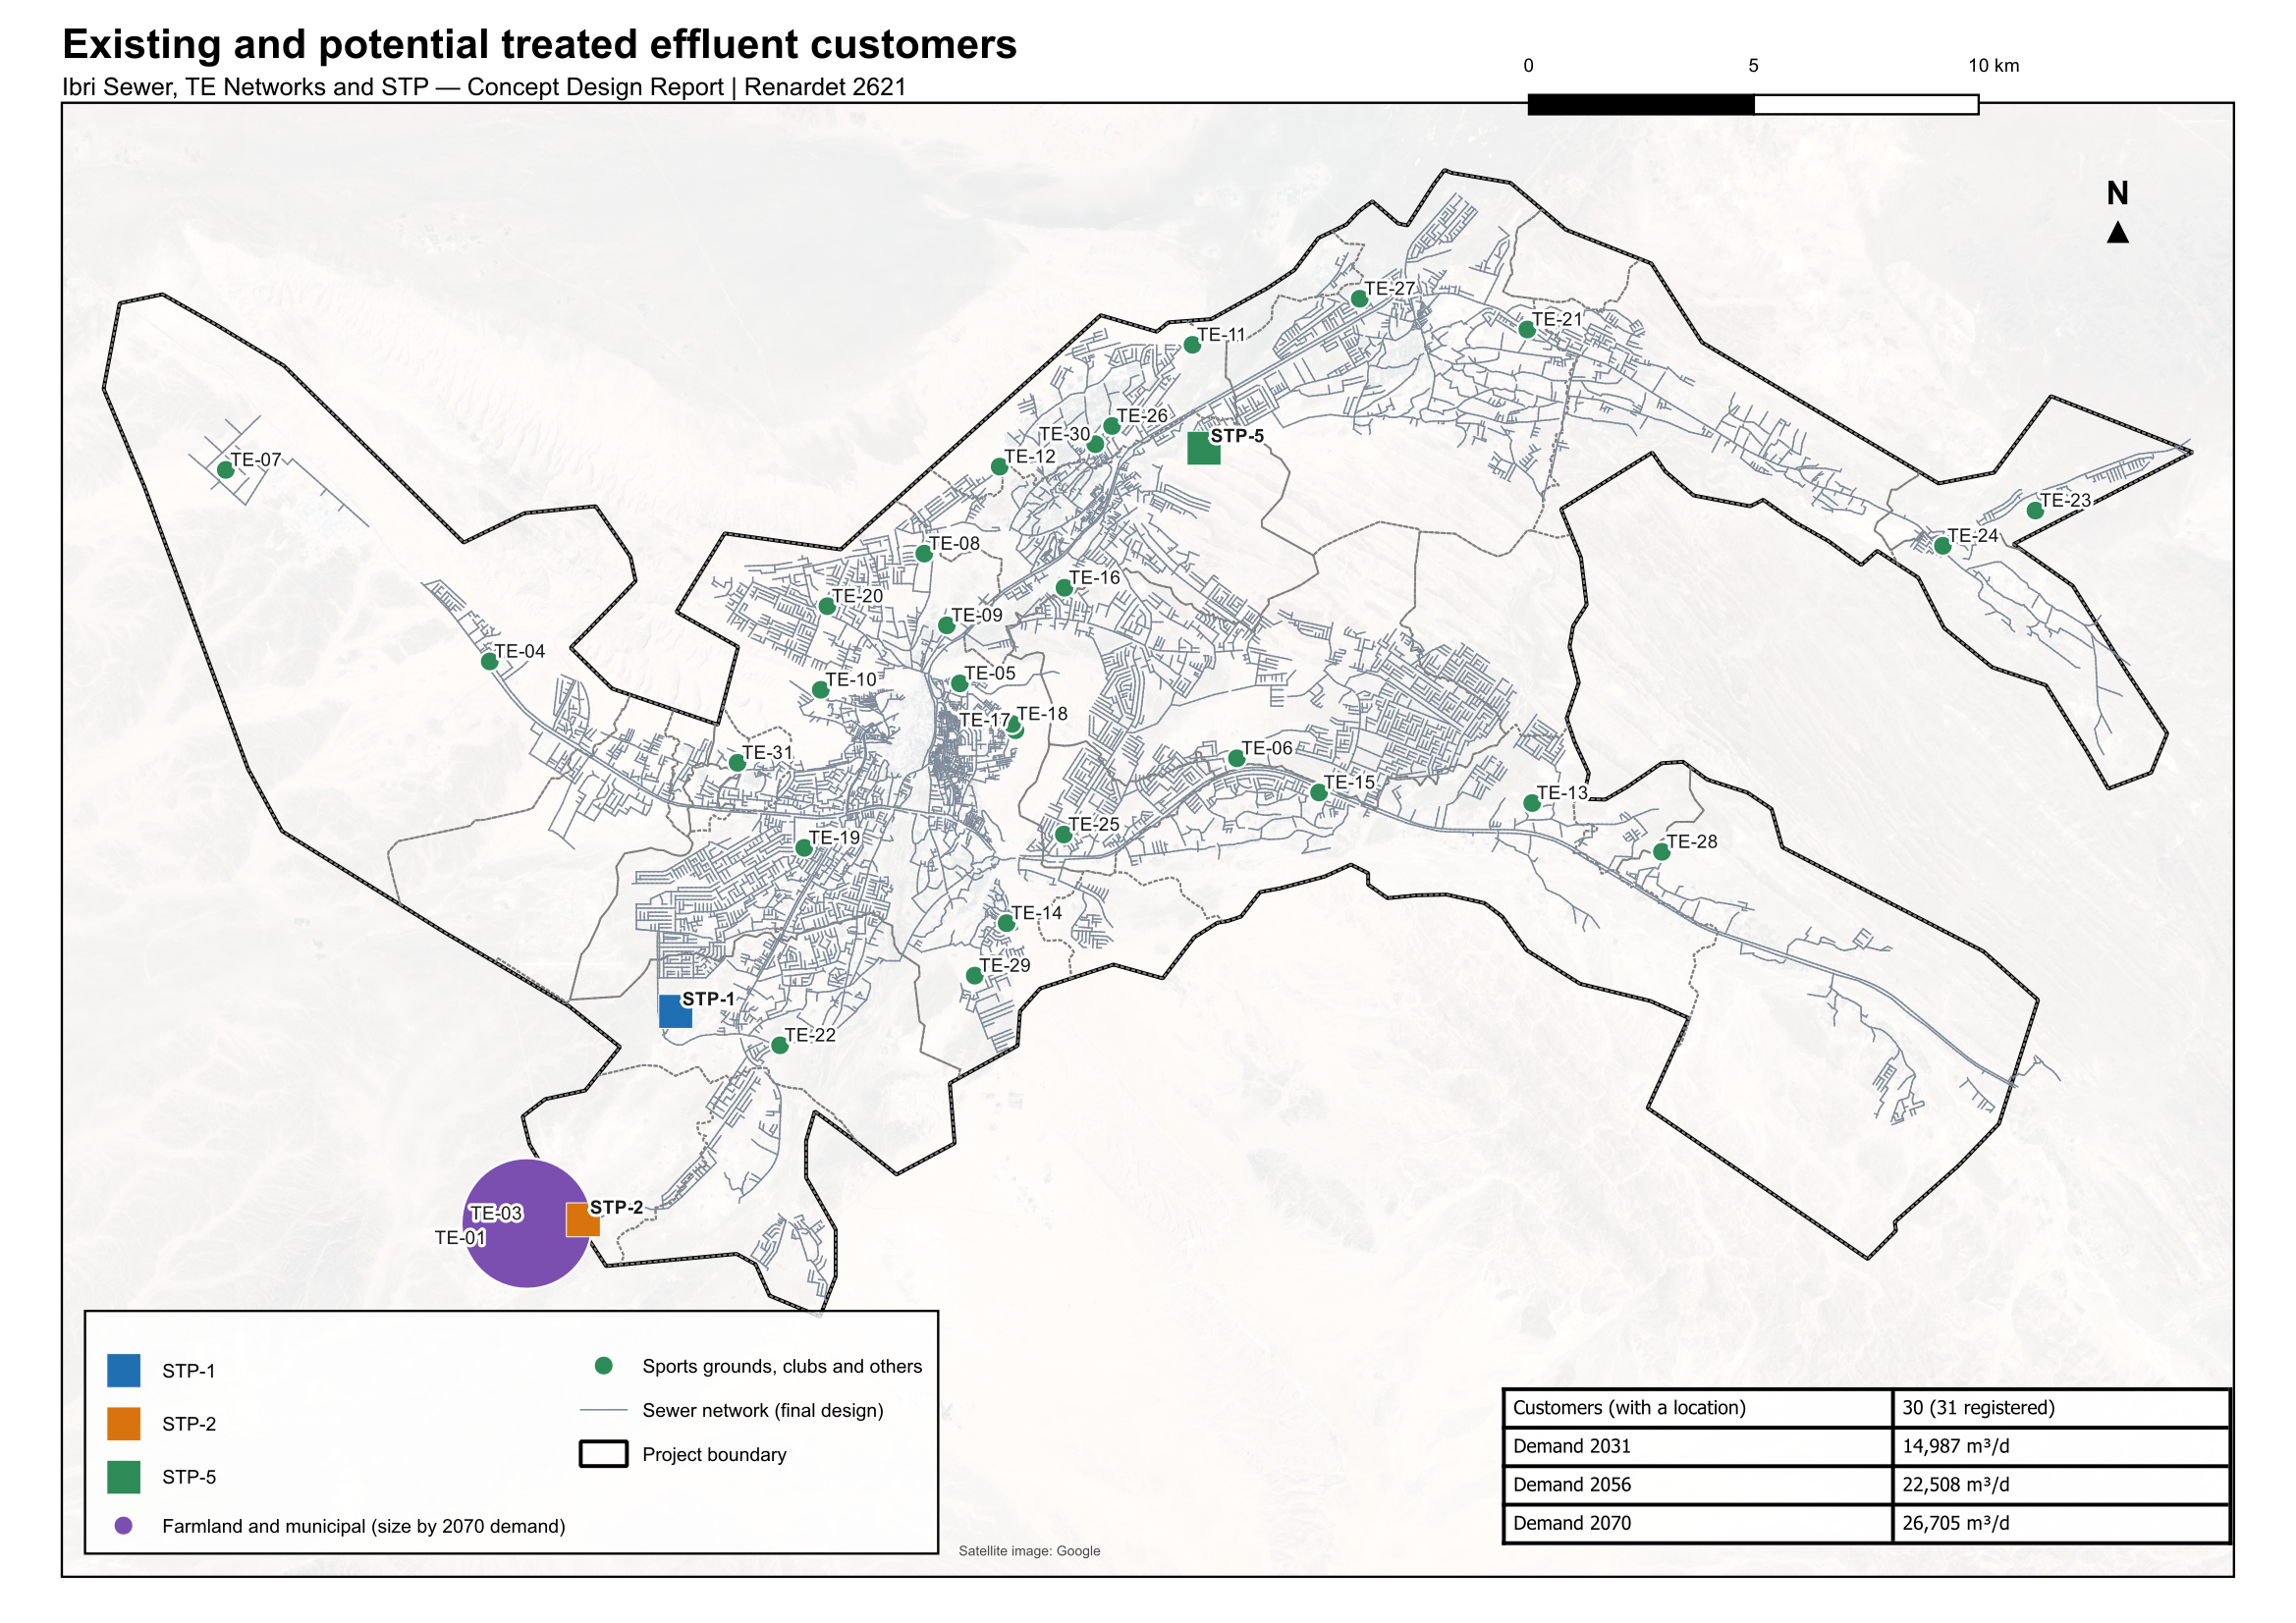 Existing and potential treated effluent customers
Ibri Sewer, TE Networks and STP — Concept Design Report | Renardet 2621
0 5 10 km
N
TE-27
TE-21
TE-11
TE-26
TE-30
STP-5
TE-12
TE-07
TE-23
TE-24
TE-08
TE-16
TE-20
TE-09
TE-04
TE-05
TE-10
TE-17
TE-18
TE-31
TE-06
TE-15
TE-13
TE-25
TE-19
TE-28
TE-14
TE-29
STP-1
TE-22
STP-2
TE-03
TE-01
STP-1
STP-2
STP-5
Farmland and municipal (size by 2070 demand)
Sports grounds, clubs and others
Sewer network (final design)
Project boundary
Satellite image: Google
Customers (with a location) 30 (31 registered)
Demand 2031 14,987 m³/d
Demand 2056 22,508 m³/d
Demand 2070 26,705 m³/d